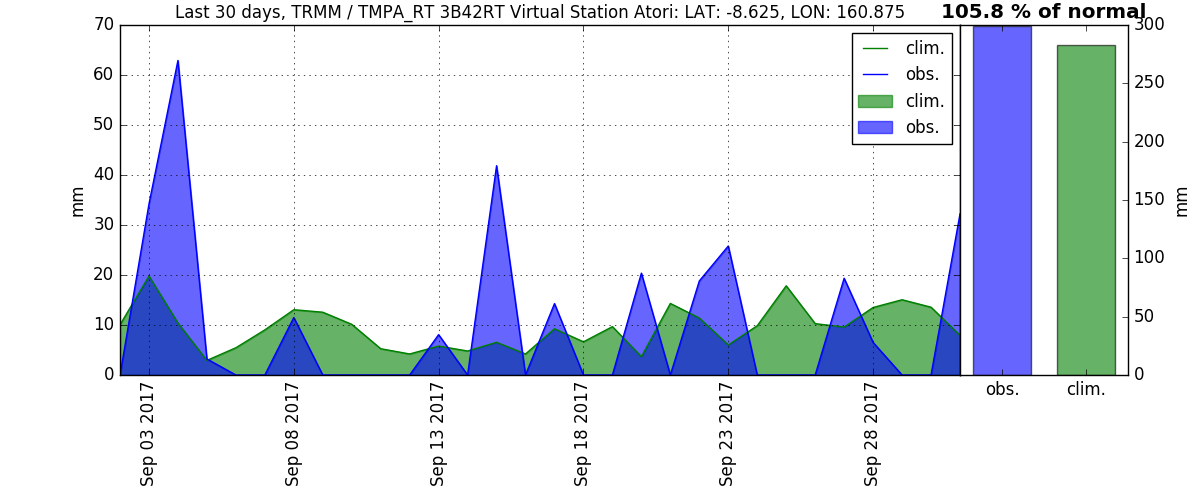 Last 30 days, TRMM / TMPA_RT 3B42RT Virtual Station Atori: LAT: -8.625, LON: 160.875
105.8 % of normal
70
60
50
40
30
20
10
0
mm
clim.
obs.
clim.
obs.
Sep 03 2017
Sep 08 2017
Sep 13 2017
Sep 18 2017
Sep 23 2017
Sep 28 2017
300
250
200
150
100
50
0
mm
obs.
clim.